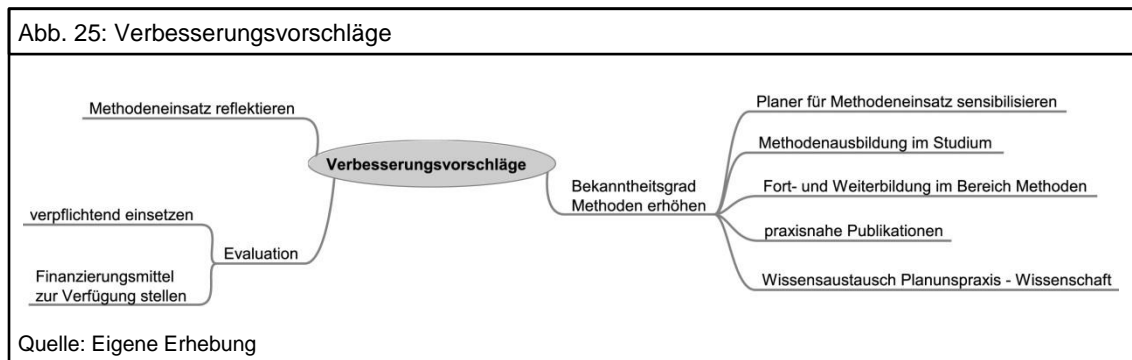 Abb. 25: Verbesserungsvorschläge
Methodeneinsatz reflektieren
Verbesserungsvorschläge
verpflichtend einsetzen
Evaluation
Finanzierungsmittel
zur Verfügung stellen
Bekanntheitsgrad
Methoden erhöhen
Planer für Methodeneinsatz sensibilisieren
Methodenausbildung im Studium
Fort- und Weiterbildung im Bereich Methoden
praxisnahe Publikationen
Wissensaustausch Planungspraxis - Wissenschaft
Quelle: Eigene Erhebung